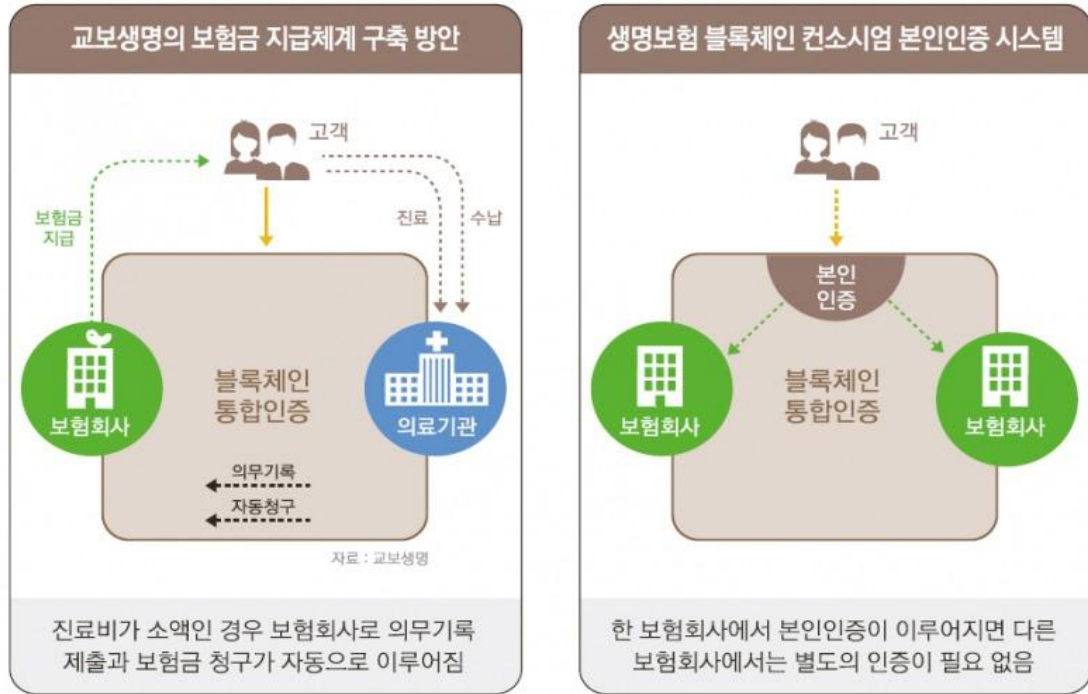 교보생명의 보험금 지급체계 구축 방안
고객
보험금
지급
진료
수납
블록체인
통합인증
보험회사
의료기관
의무기록
자동청구
자료 : 교보생명
진료비가 소액인 경우 보험회사로 의무기록
제출과 보험금 청구가 자동으로 이루어짐
생명보험 블록체인 컨소시엄 본인인증 시스템
고객
본인
인증
블록체인
통합인증
보험회사
보험회사
한 보험회사에서 본인인증이 이루어지면 다른
보험회사에서는 별도의 인증이 필요 없음